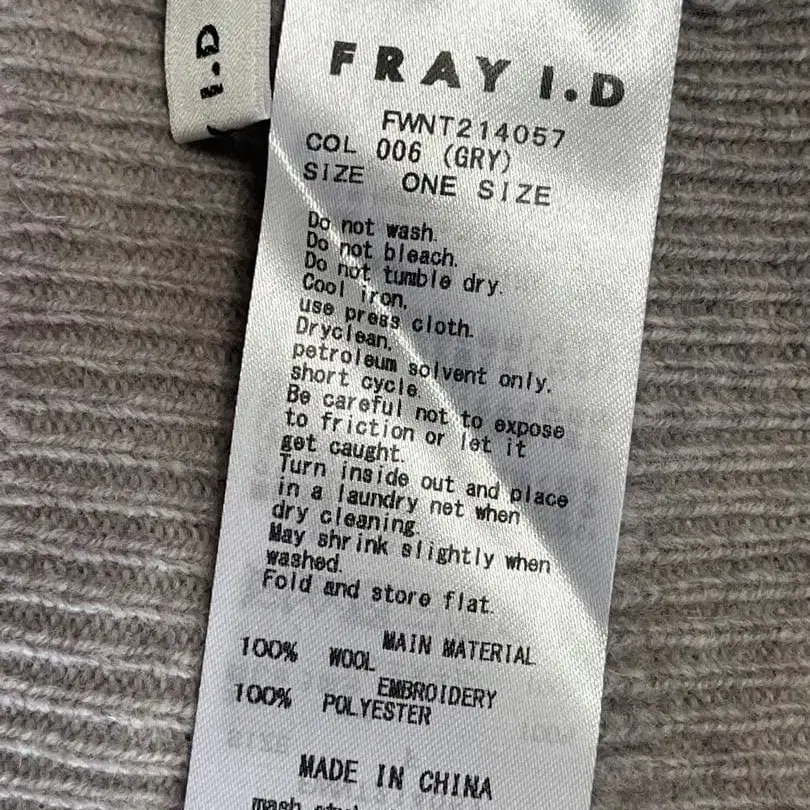 I.D
FRAY I.D
FWNT214057
COL 006 (GRY)
SIZE ONE SIZE
Do not wash.
Do not bleach.
Do not tumble dry.
Cool iron.
use press cloth.
Dryclean.
petroleum solvent only.
short cycle.
Be careful not to expose
to friction or let it
get caught.
Turn inside out and place
in a laundry net when
dry cleaning.
May shrink slightly when
washed.
Fold and store flat.
MAIN MATERIAL
100% WOOL
EMBROIDERY
100% POLYESTER
MADE IN CHINA
mash